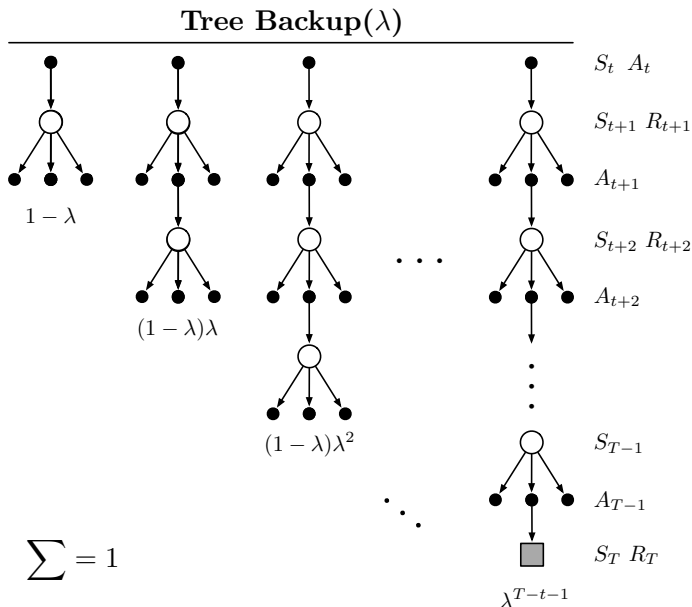 Tree Backup(λ)
S_t A_t
S_{t+1} R_{t+1}
A_{t+1}
1 − λ
S_{t+2} R_{t+2}
· · ·
A_{t+2}
(1 − λ)λ
(1 − λ)λ^2
S_{T−1}
A_{T−1}
∑ = 1
S_T R_T
λ^{T−t−1}